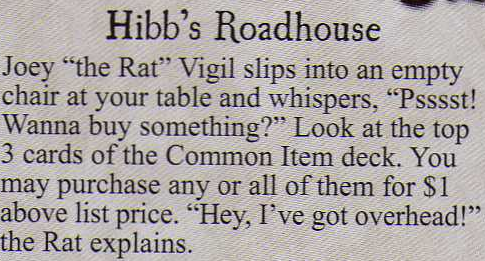 Hibb's Roadhouse
Joey “the Rat” Vigil slips into an empty
chair at your table and whispers, “Psssst!
Wanna buy something?” Look at the top
3 cards of the Common Item deck. You
may purchase any or all of them for $1
above list price. “Hey, I've got overhead!”
the Rat explains.